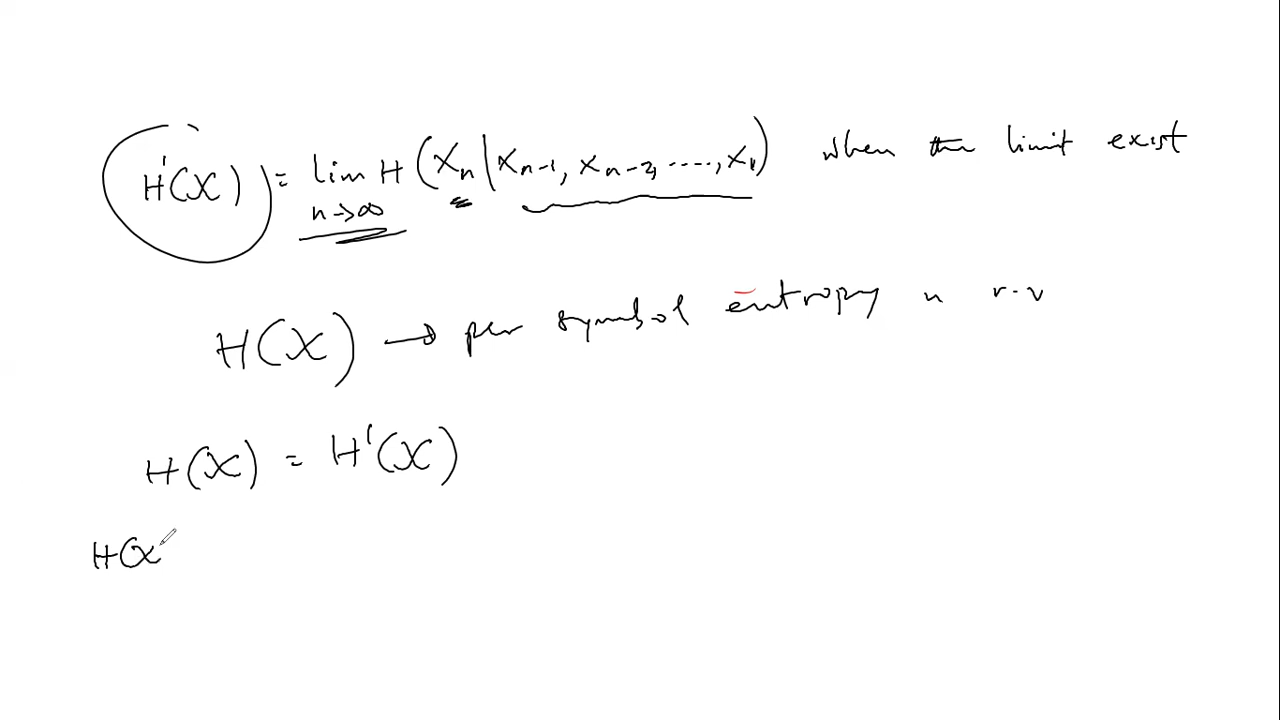 H'(X) = lim n→∞ H(Xn|Xn-1, Xn-2, ....., X1) when the limit exist
H(X) → per symbol entropy n r.v
H(X) = H'(X)
H(X